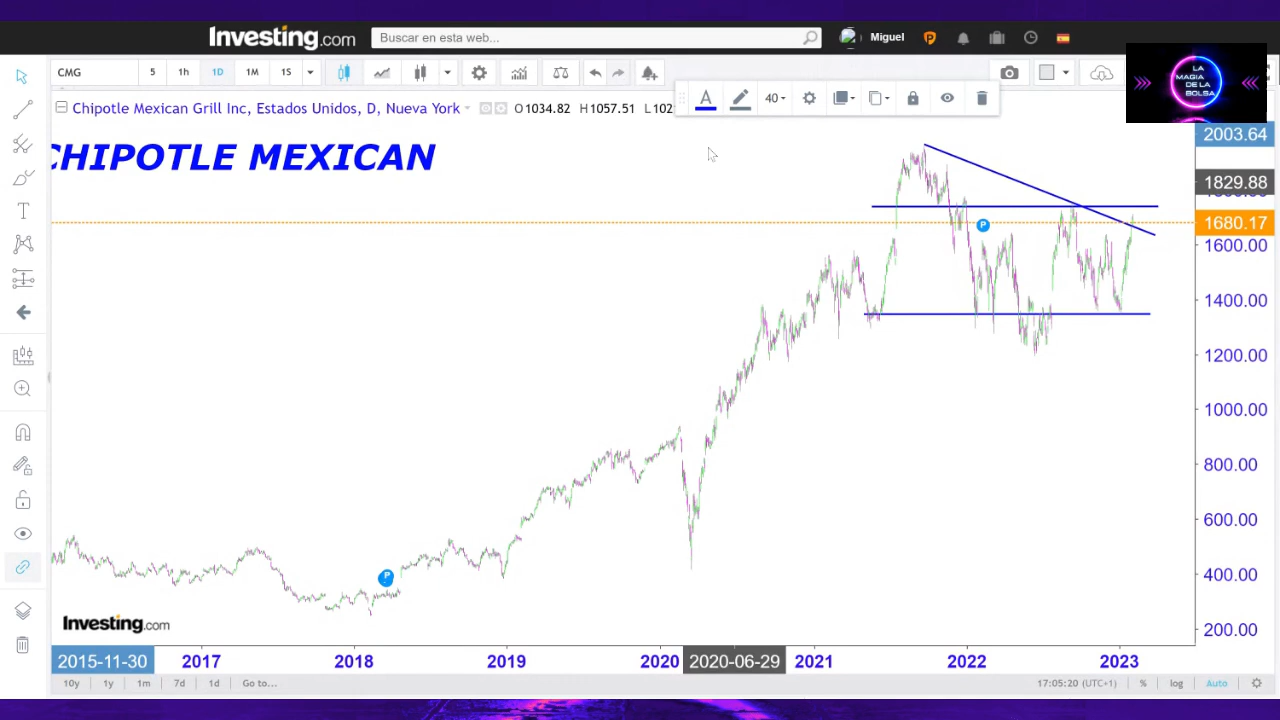 Investing.com
Buscar en esta web...
Miguel
CMG 5 1h 1D 1M 1S
40
LA MAGIA DE LA BOLSA
Chipotle Mexican Grill Inc, Estados Unidos, D, Nueva York O1034.82 H1057.51 L102
CHIPOTLE MEXICAN
2003.64
1829.88
1680.17
1600.00
1400.00
1200.00
1000.00
800.00
600.00
400.00
200.00
P
P
Investing.com
2015-11-30 2017 2018 2019 2020 2020-06-29 2021 2022 2023
10y 1y 1m 7d 1d Go to... 17:05:20 (UTC+1) % log Auto